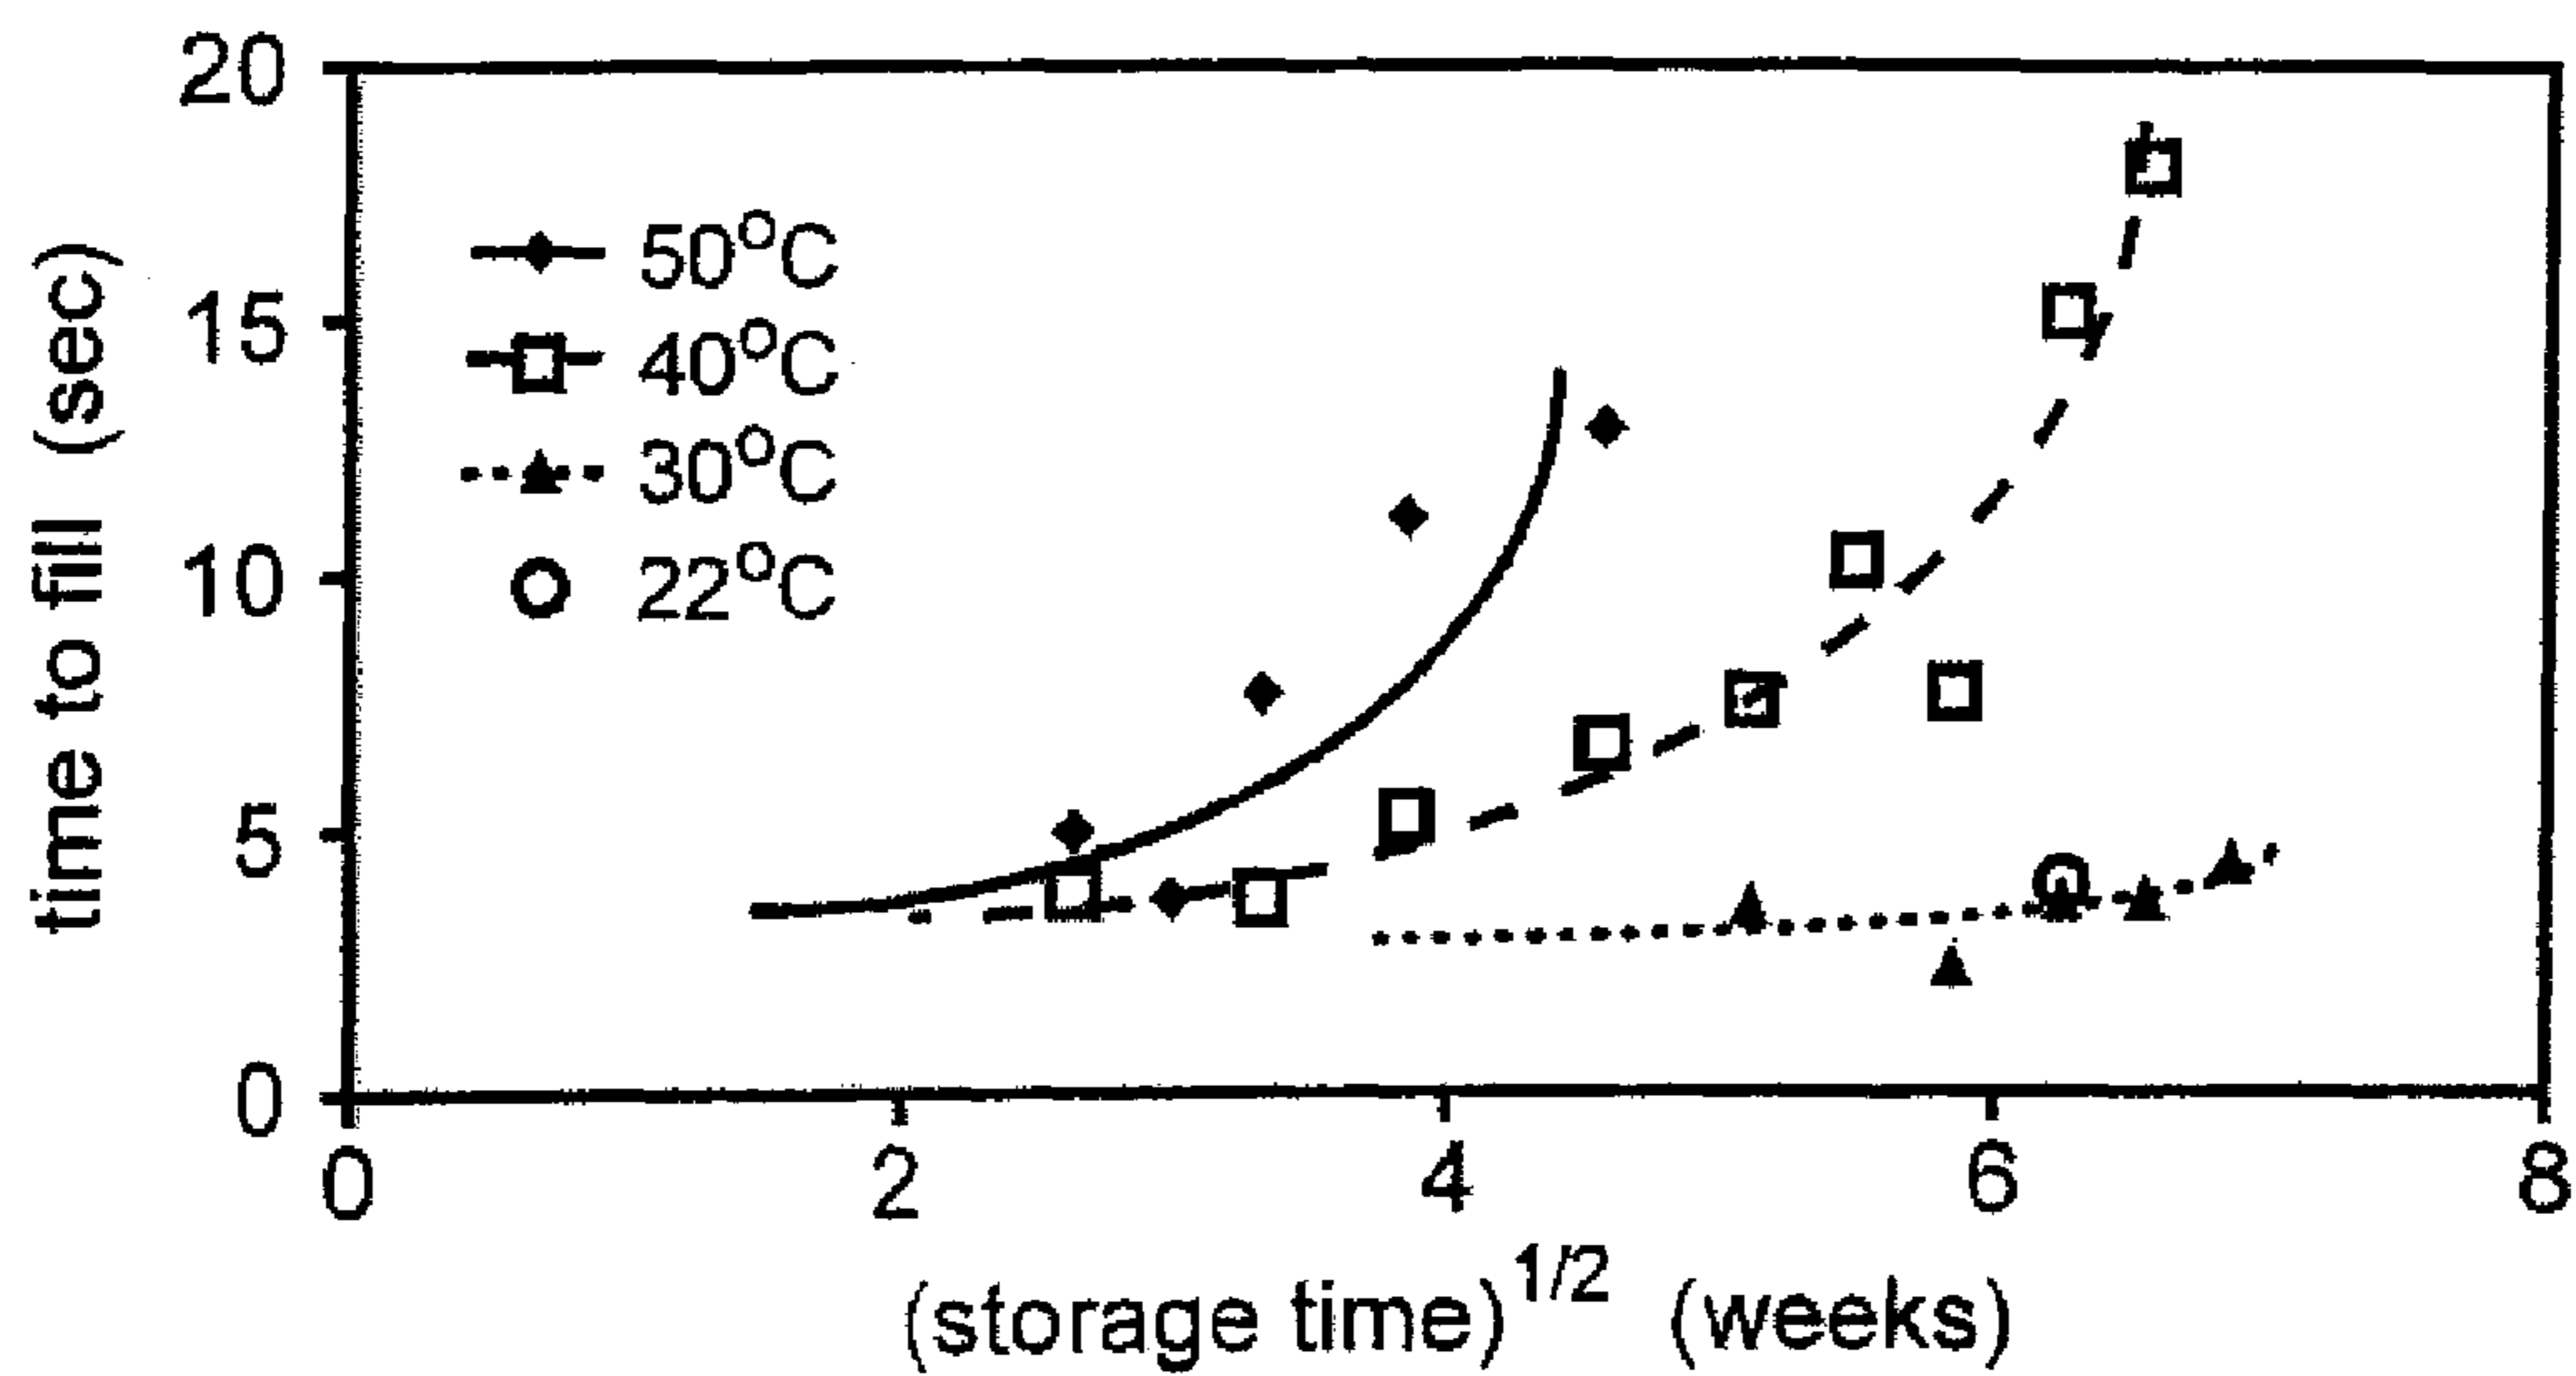 time to fill (sec)
20
15
10
5
0
50°C
40°C
30°C
22°C
0 2 4 6 8
(storage time)^1/2 (weeks)